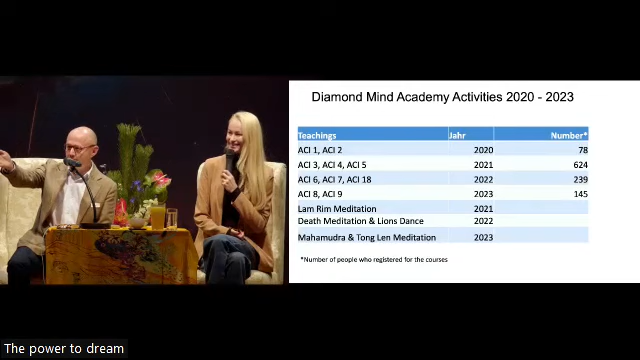 Diamond Mind Academy Activities 2020 - 2023
Teachings Jahr Number*
ACI 1, ACI 2 2020 78
ACI 3, ACI 4, ACI 5 2021 624
ACI 6, ACI 7, ACI 18 2022 239
ACI 8, ACI 9 2023 145
Lam Rim Meditation 2021
Death Meditation & Lions Dance 2022
Mahamudra & Tong Len Meditation 2023
*Number of people who registered for the courses
The power to dream